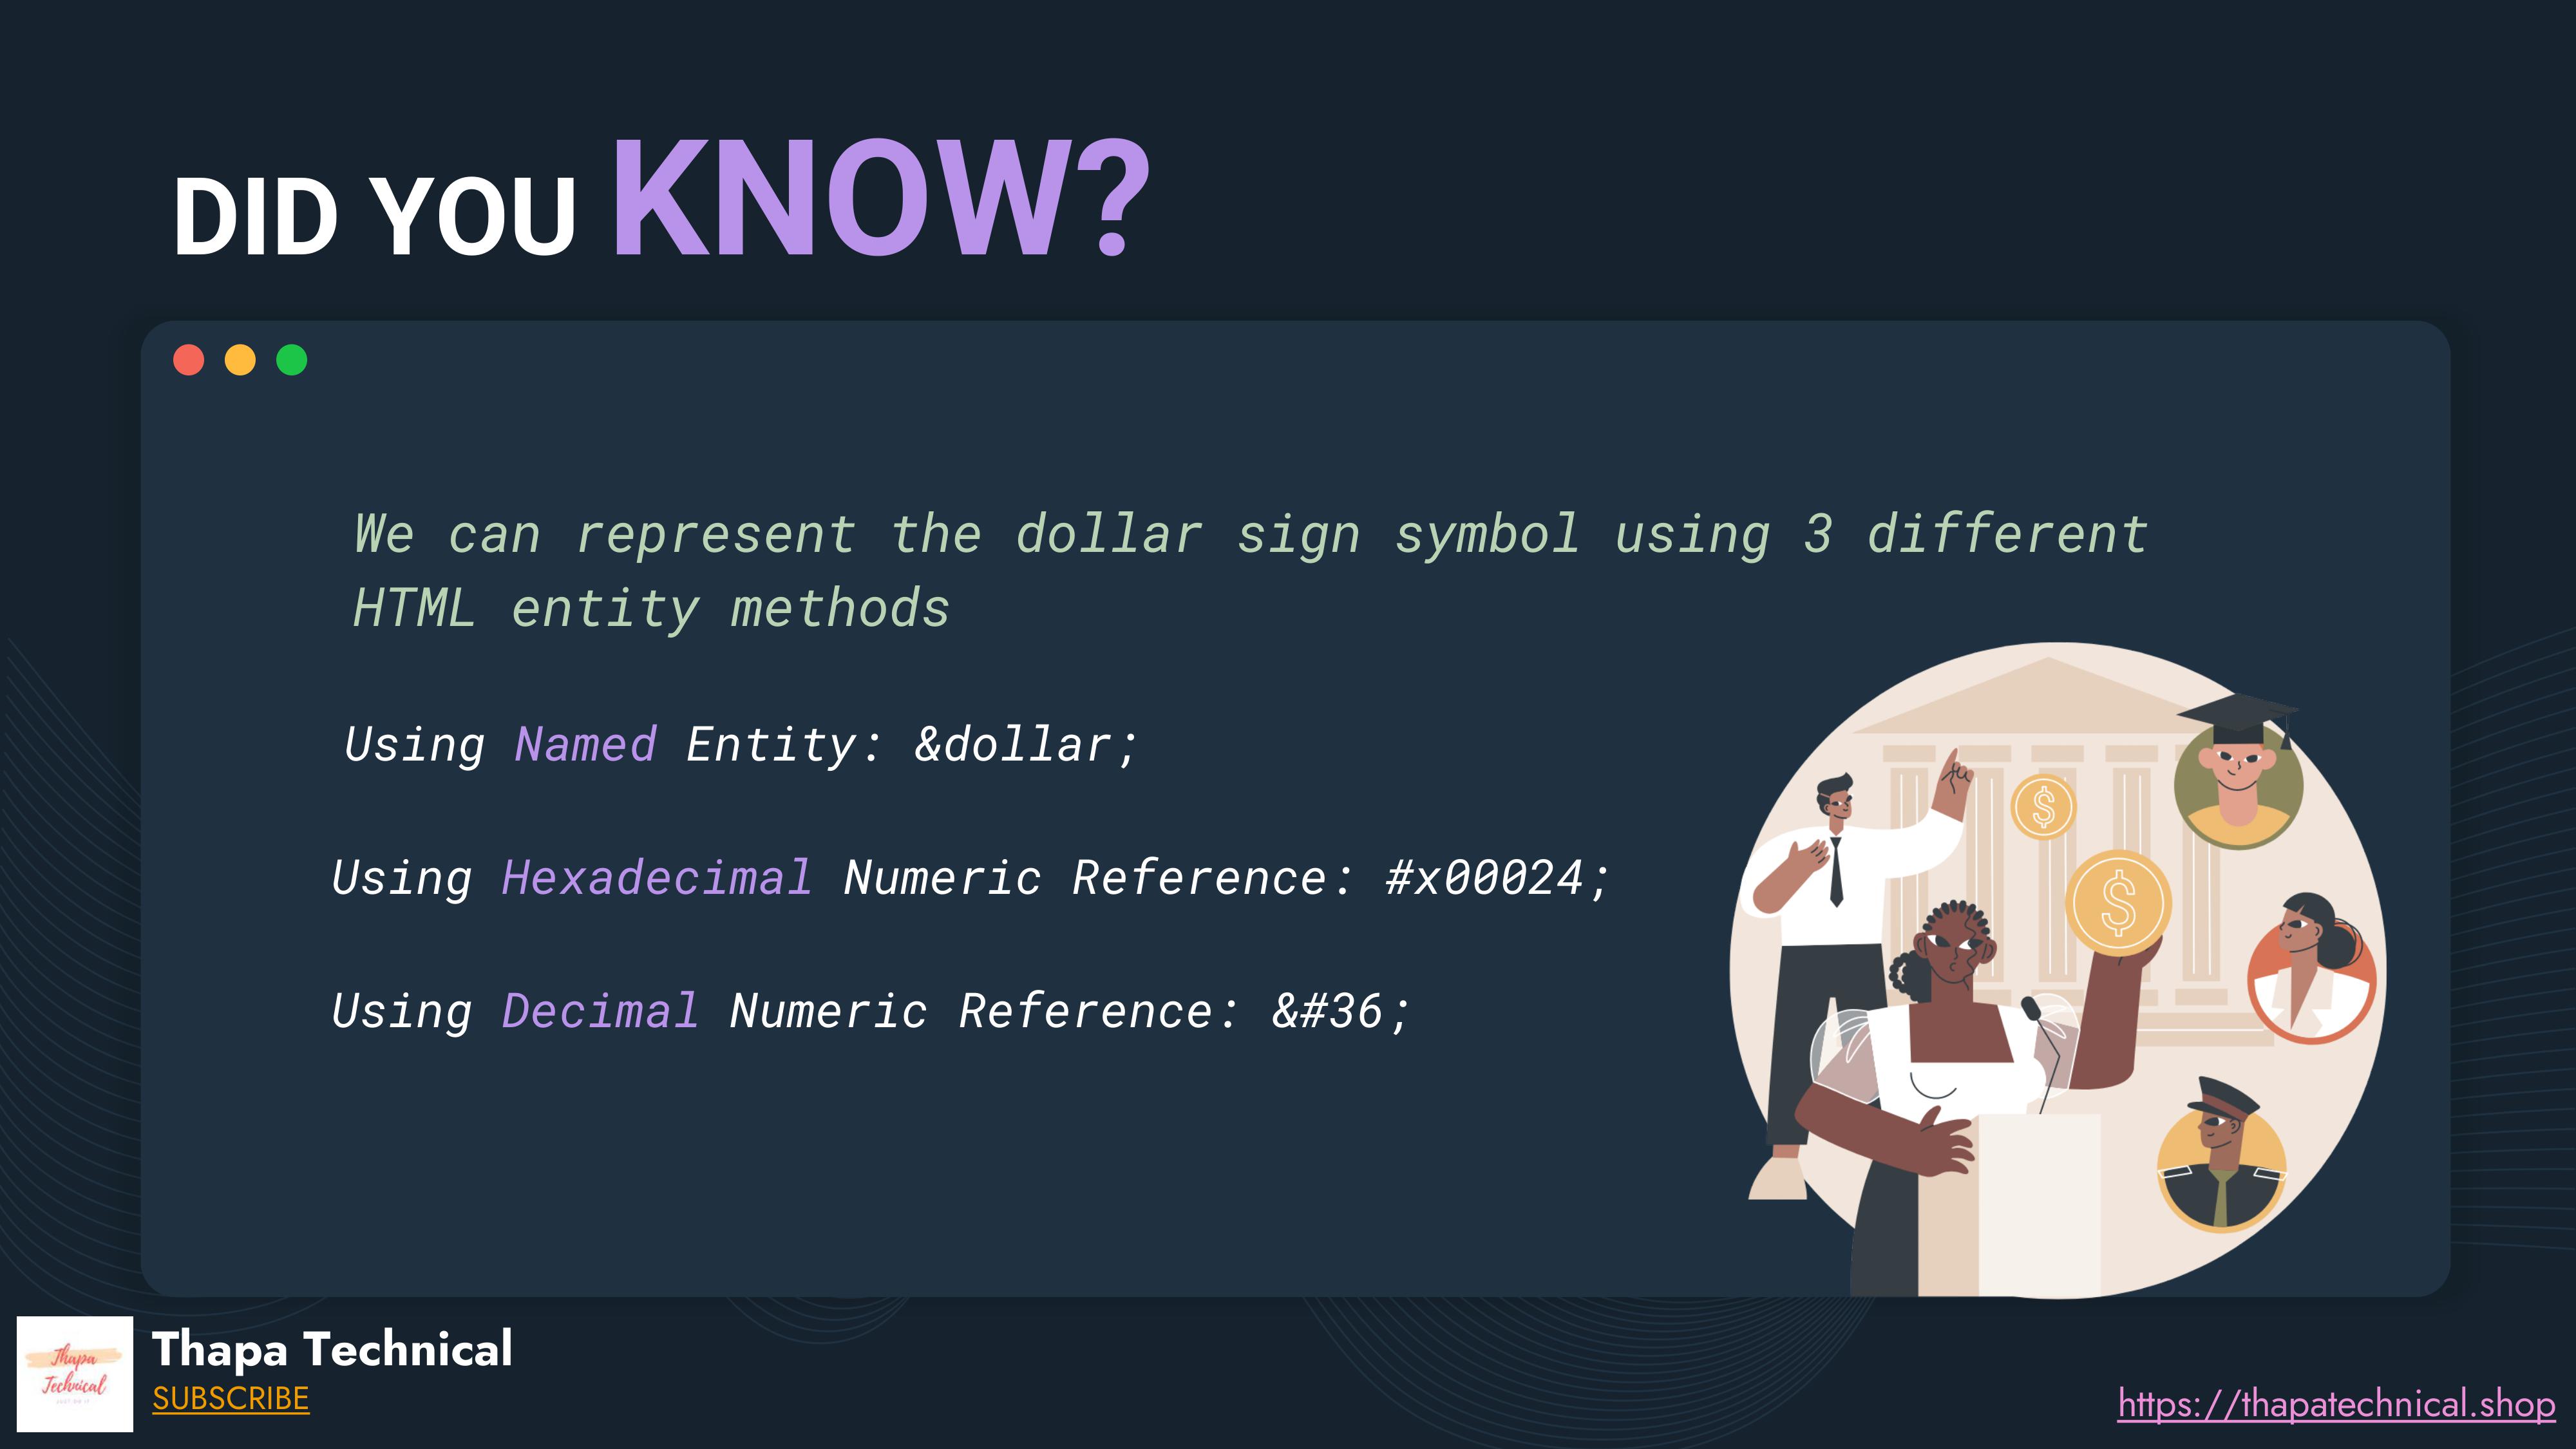 DID YOU KNOW?
We can represent the dollar sign symbol using 3 different
HTML entity methods
Using Named Entity: &dollar;
Using Hexadecimal Numeric Reference: #x00024;
Using Decimal Numeric Reference: &#36;
$
$
Thapa
Technical
Thapa Technical
SUBSCRIBE
https://thapatechnical.shop